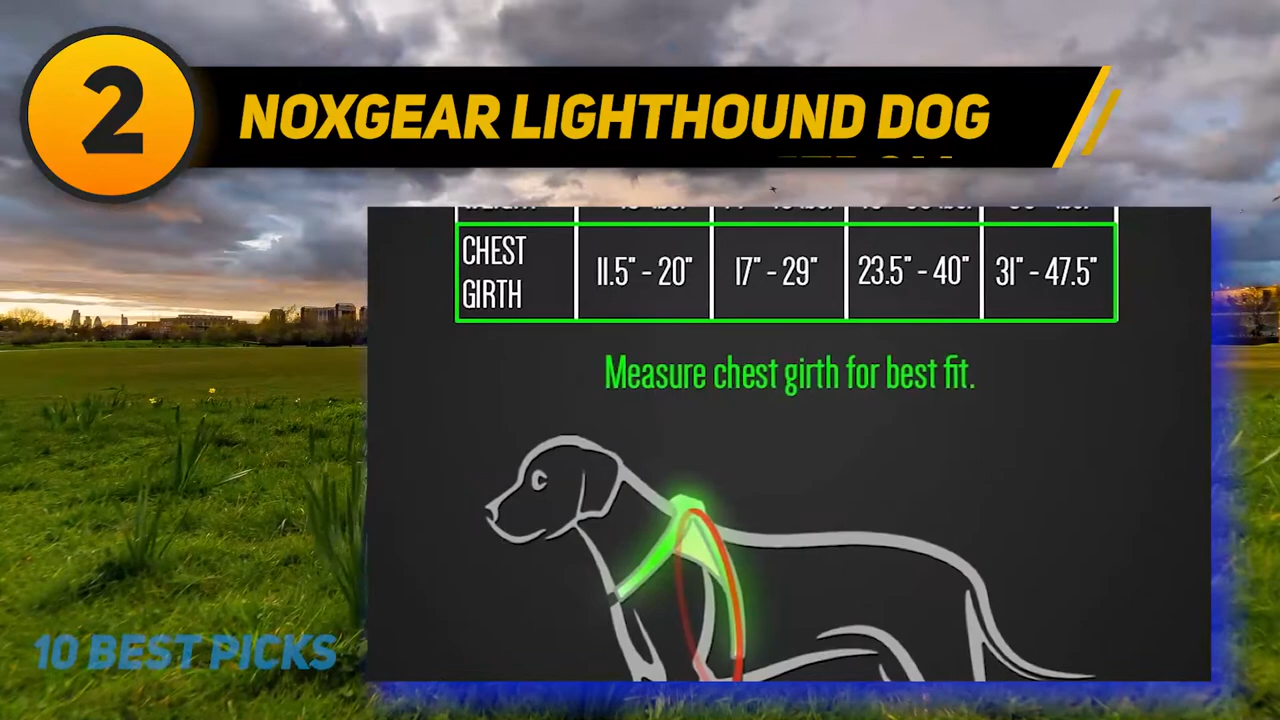 2
NOXGEAR LIGHTHOUND DOG
CHEST
GIRTH
11.5" - 20"
17" - 29"
23.5" - 40"
31" - 47.5"
Measure chest girth for best fit.
10 BEST PICKS